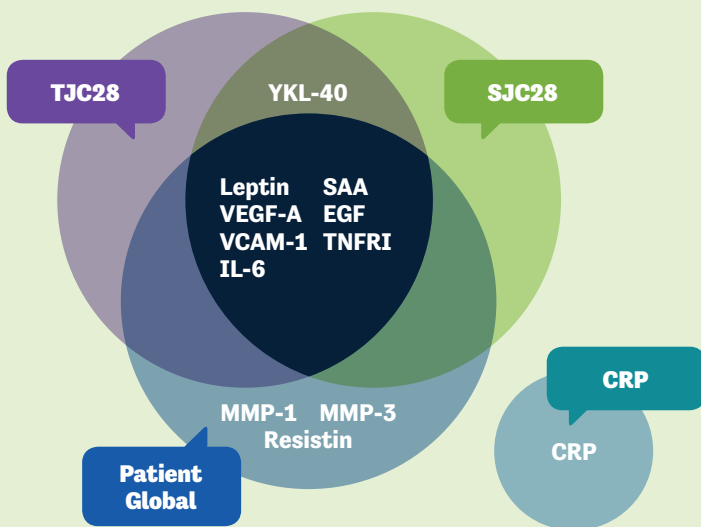 TJC28
YKL-40
SJC28
Leptin SAA
VEGF-A EGF
VCAM-1 TNFRI
IL-6
CRP
MMP-1 MMP-3
Resistin
CRP
Patient
Global